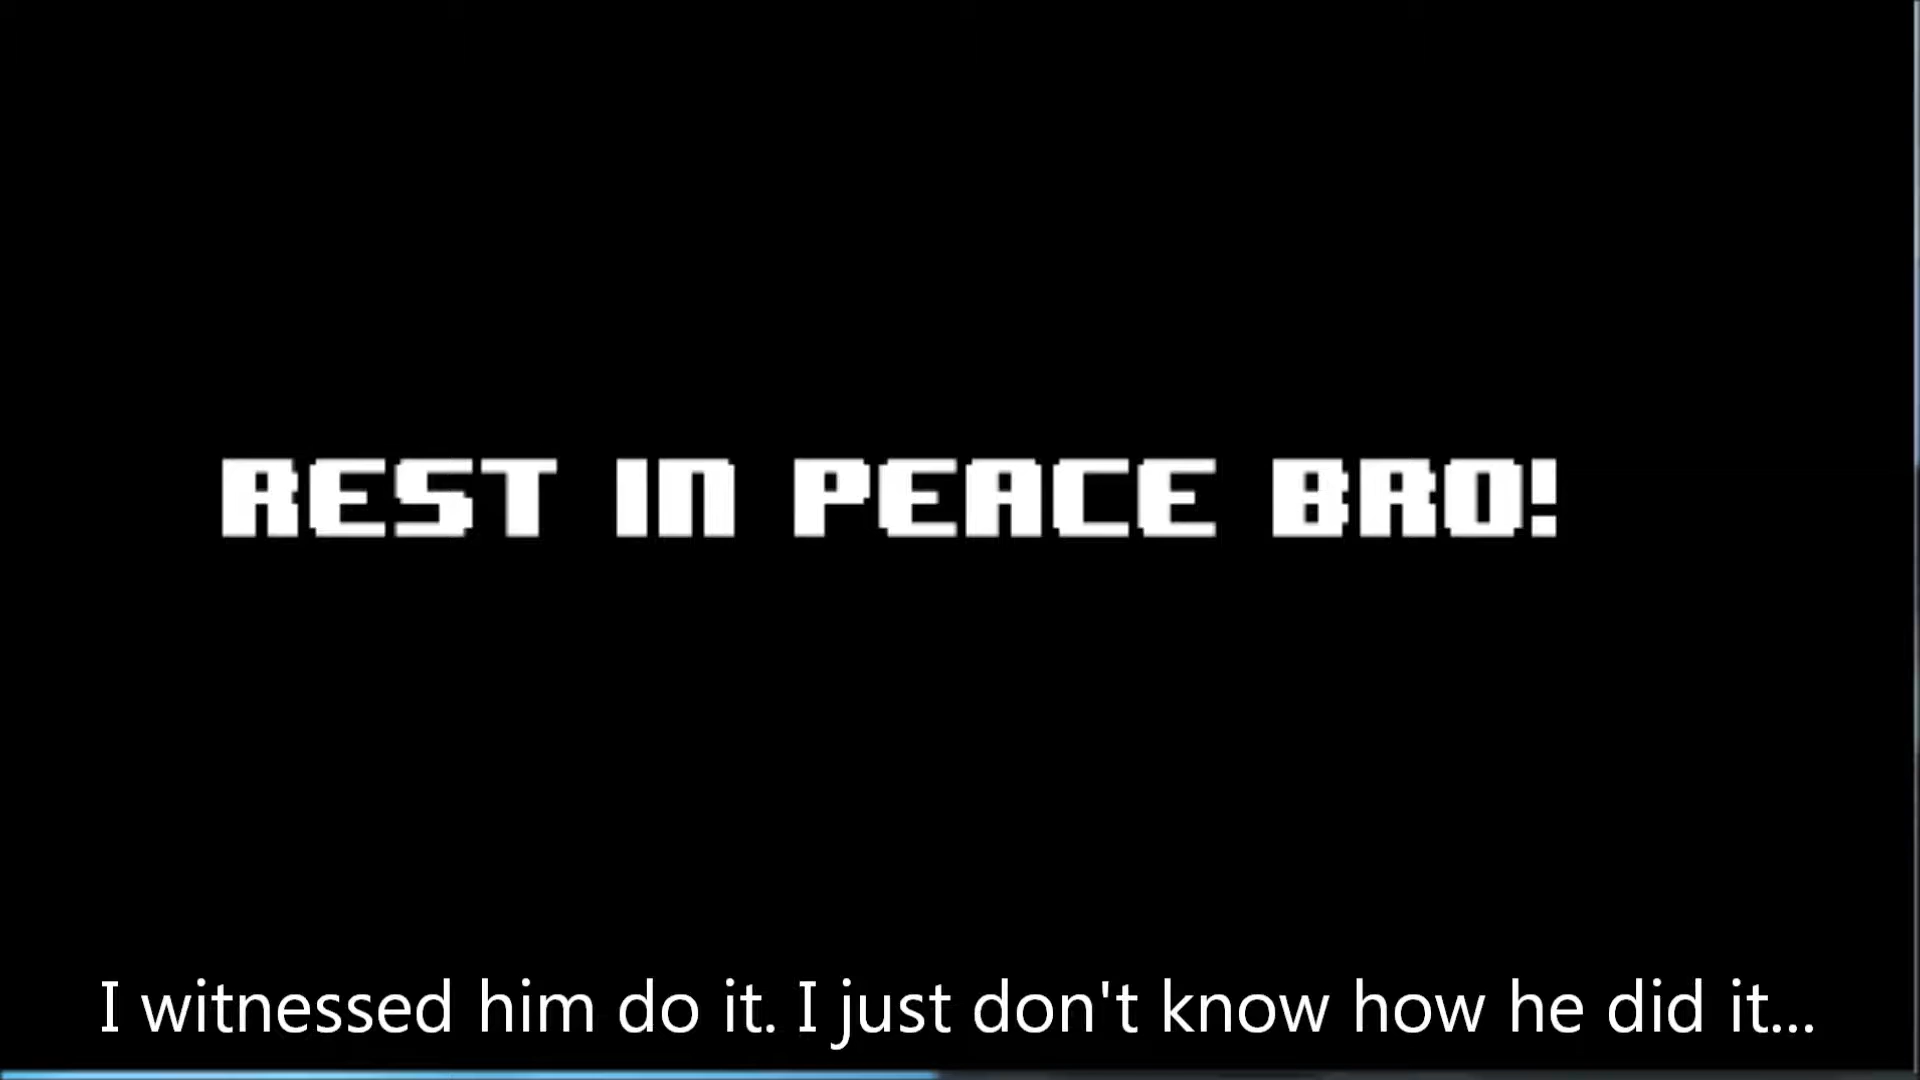 REST IN PEACE BRO!
I witnessed him do it. I just don't know how he did it...